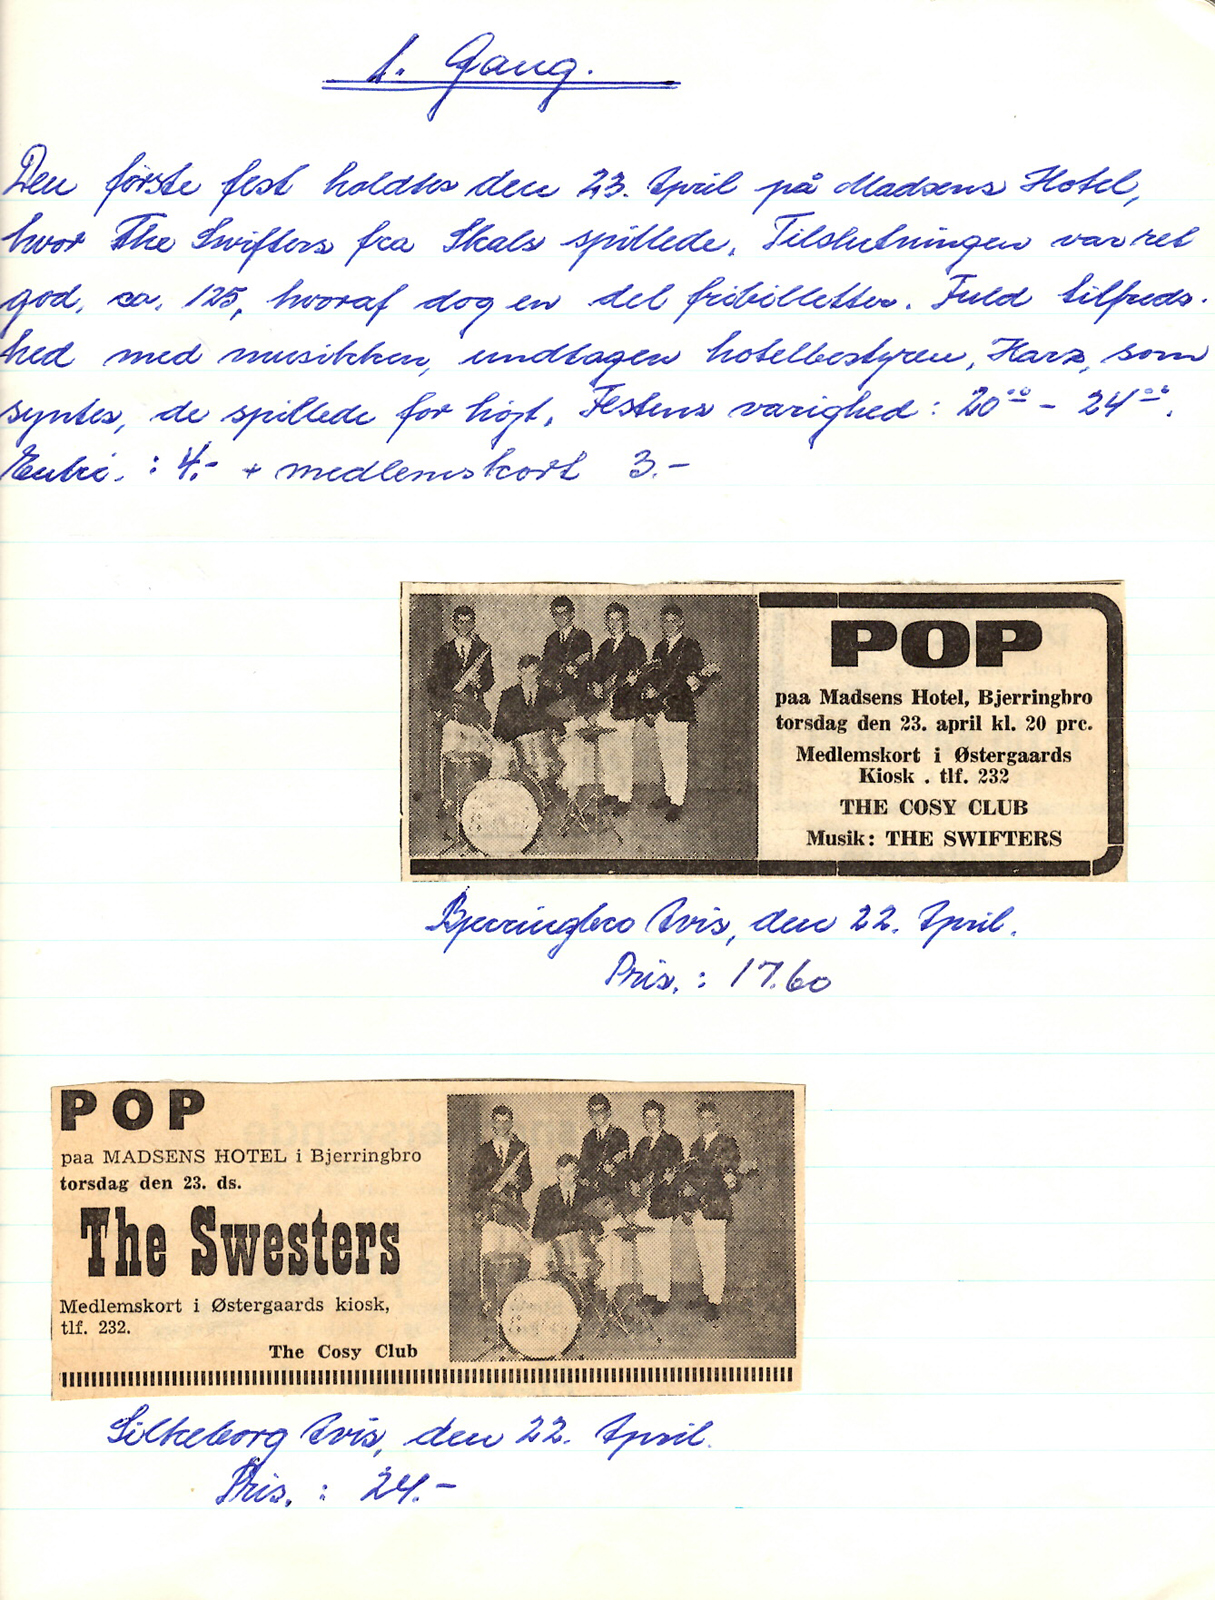 1. Gang.
Den første fest holdtes den 23. April på Madsens Hotel,
hvor The Swifters fra Skals spillede. Tilslutningen var ret
god, ca. 125, hvoraf dog en del fribilletter. Fuld tilfreds-
hed med musikken, undtagen hotelbestyreren, Harz, som
syntes, de spillede for højt. Festens varighed: 20⁰⁰ - 24⁰⁰.
Entré.: 4.- + medlemskort 3.-
POP
paa Madsens Hotel, Bjerringbro
torsdag den 23. april kl. 20 prc.
Medlemskort i Østergaards
Kiosk . tlf. 232
THE COSY CLUB
Musik: THE SWIFTERS
Bjerringbro Avis, den 22. April.
Pris.: 17.60
POP
paa MADSENS HOTEL i Bjerringbro
torsdag den 23. ds.
The Swesters
Medlemskort i Østergaards kiosk,
tlf. 232.
The Cosy Club
Silkeborg Avis, den 22. April.
Pris.: 24.-